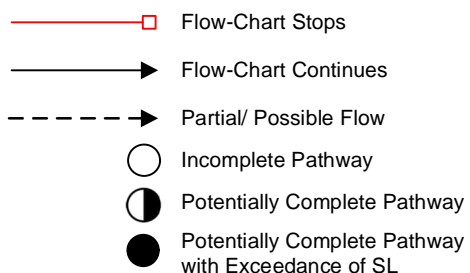 Flow-Chart Stops
Flow-Chart Continues
Partial/ Possible Flow
Incomplete Pathway
Potentially Complete Pathway
Potentially Complete Pathway
with Exceedance of SL